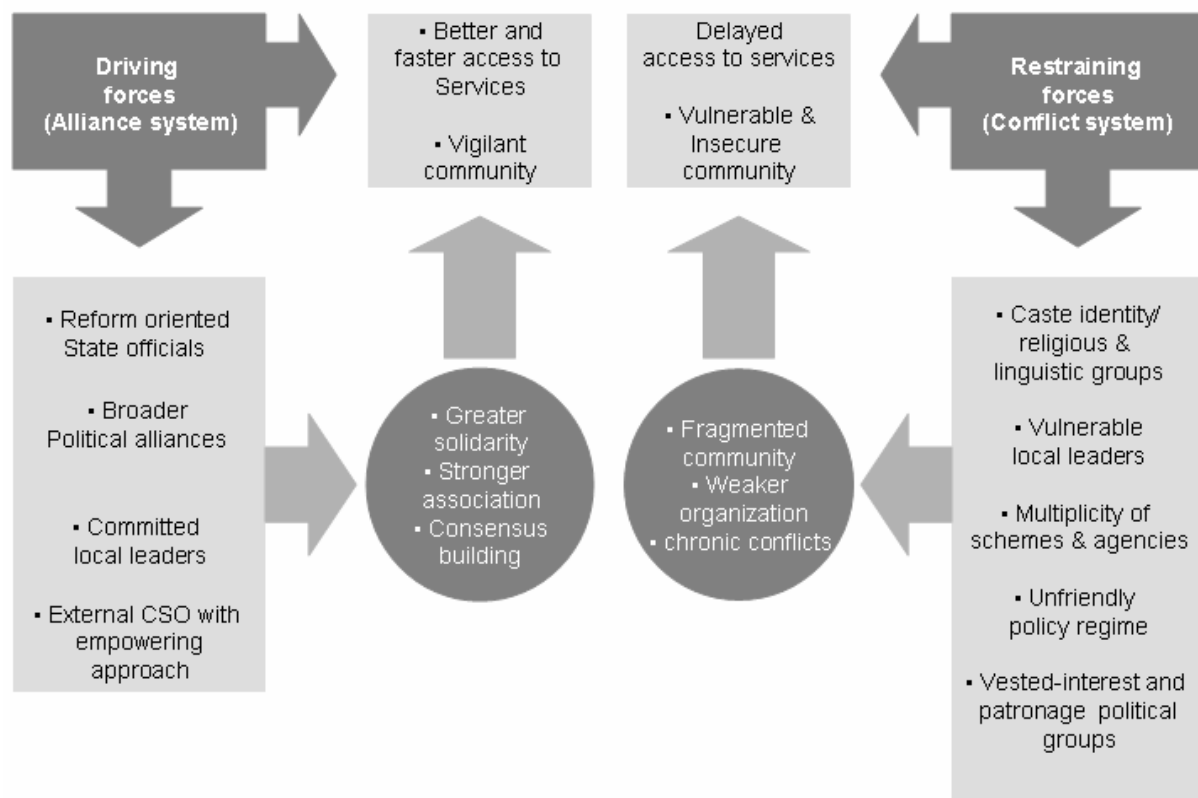 Driving
forces
(Alliance system)
▪ Better and
faster access to
Services
▪ Vigilant
community
Delayed
access to services
▪ Vulnerable &
Insecure
community
Restraining
forces
(Conflict system)
▪ Reform oriented
State officials
▪ Broader
Political alliances
▪ Committed
local leaders
▪ External CSO with
empowering
approach
▪ Greater
solidarity
▪ Stronger
association
▪ Consensus
building
▪ Fragmented
community
▪ Weaker
organization
▪ chronic conflicts
▪ Caste identity/
religious &
linguistic groups
▪ Vulnerable
local leaders
▪ Multiplicity of
schemes & agencies
▪ Unfriendly
policy regime
▪ Vested-interest and
patronage political
groups